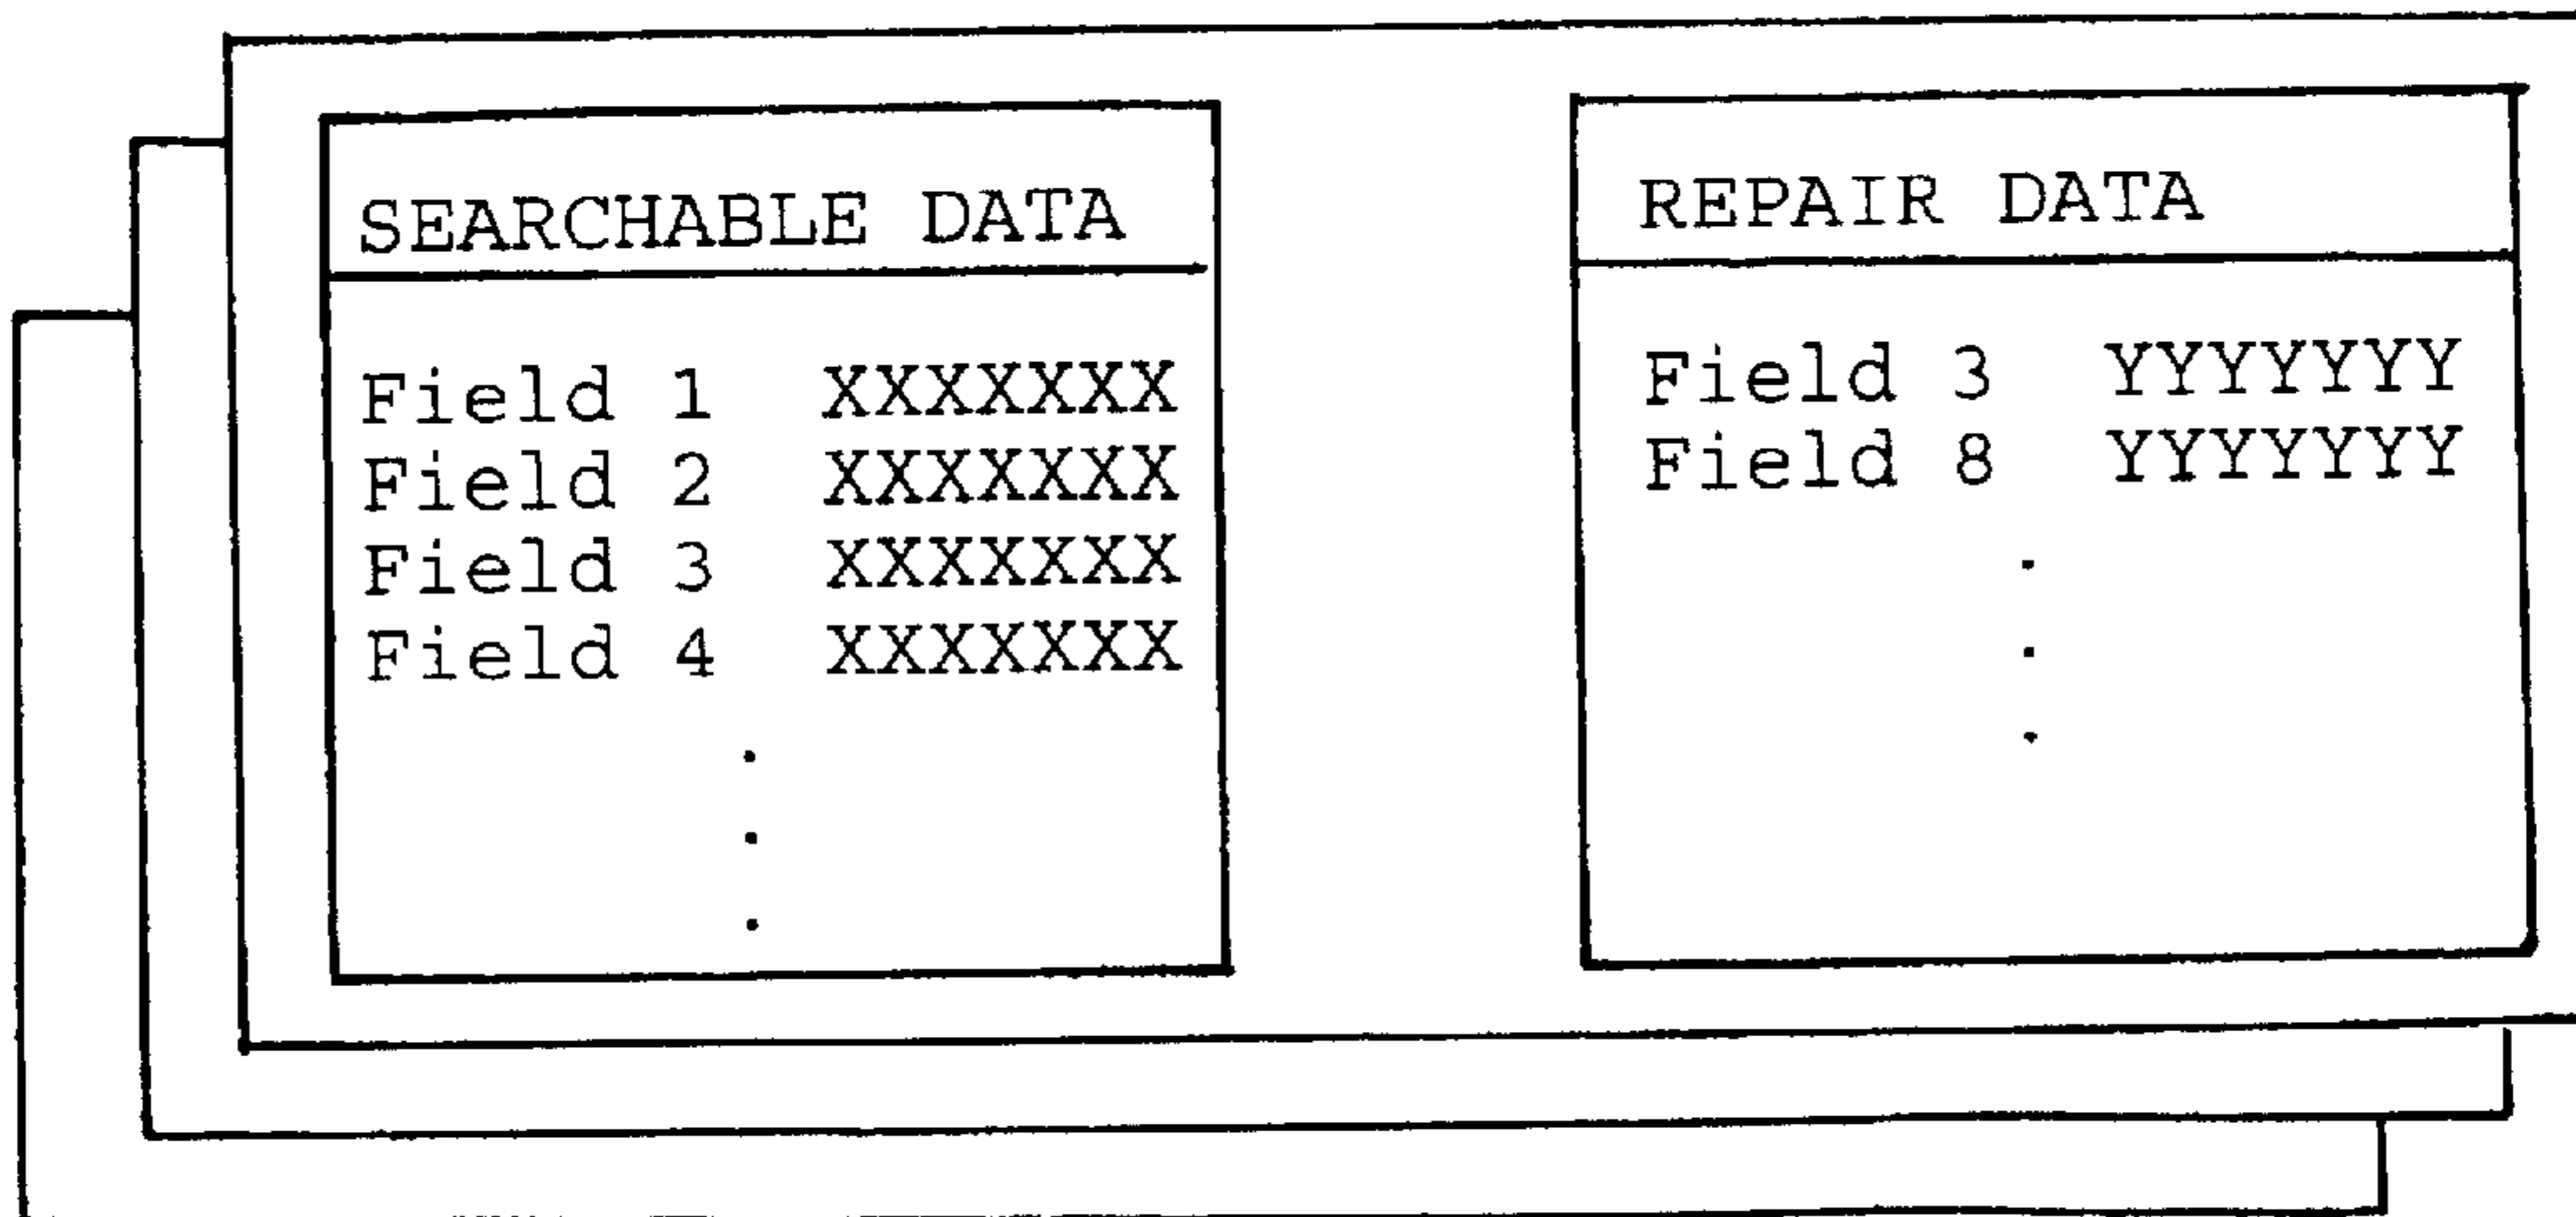 SEARCHABLE DATA
Field 1 XXXXXXX
Field 2 XXXXXXX
Field 3 XXXXXXX
Field 4 XXXXXXX
.
.
.
REPAIR DATA
Field 3 YYYYYYY
Field 8 YYYYYYY
.
.
.